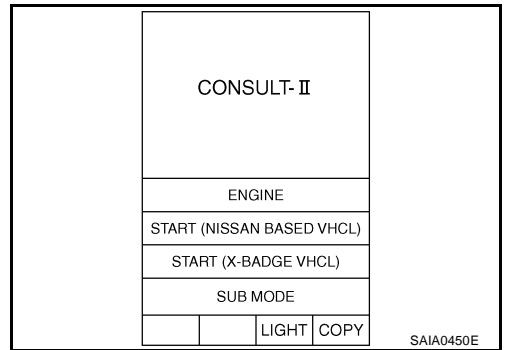 CONSULT-Ⅱ
ENGINE
START (NISSAN BASED VHCL)
START (X-BADGE VHCL)
SUB MODE
LIGHT COPY
SAIA0450E